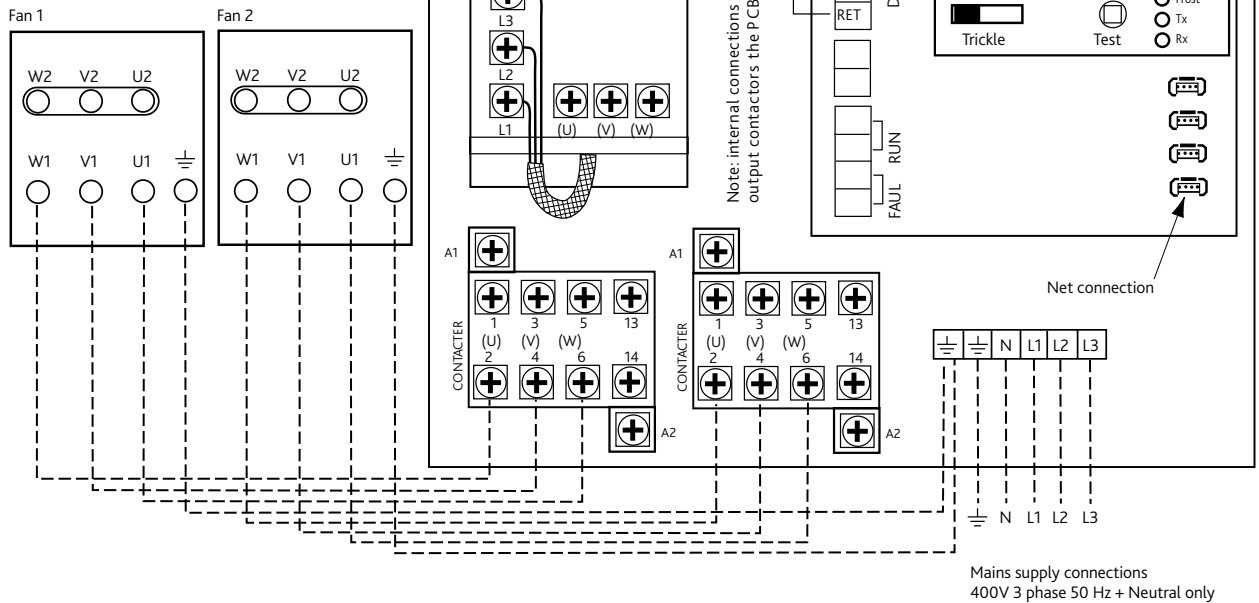 Fan 1
W2 V2 U2
W1 V1 U1
Fan 2
W2 V2 U2
W1 V1 U1
L3
L2
L1
(U) (V) (W)
Note: internal connections
output contactors the PCB
RET
RUN
FAUL
Trickle
Test
Tx
Rx
Net connection
A1
CONTACTER
1 3 5 13
(U) (V) (W)
2 4 6 14
A2
A1
CONTACTER
1 3 5 13
(U) (V) (W)
2 4 6 14
A2
N L1 L2 L3
N L1 L2 L3
Mains supply connections
400V 3 phase 50 Hz + Neutral only